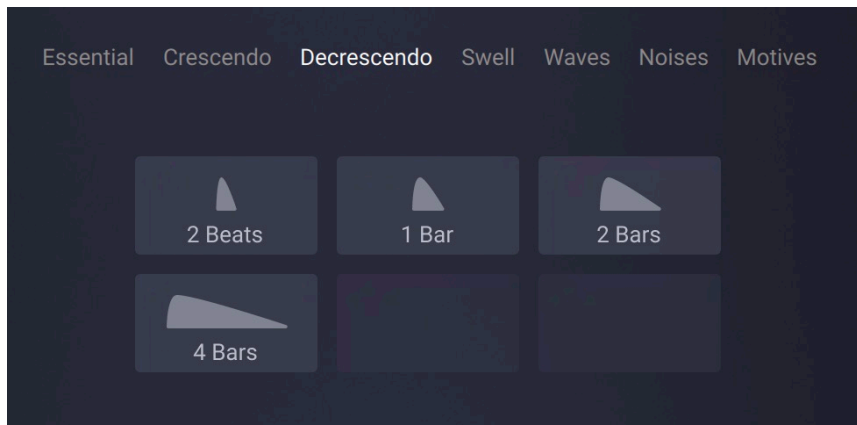 Essential Crescendo Decrescendo Swell Waves Noises Motives
2 Beats 1 Bar 2 Bars
4 Bars